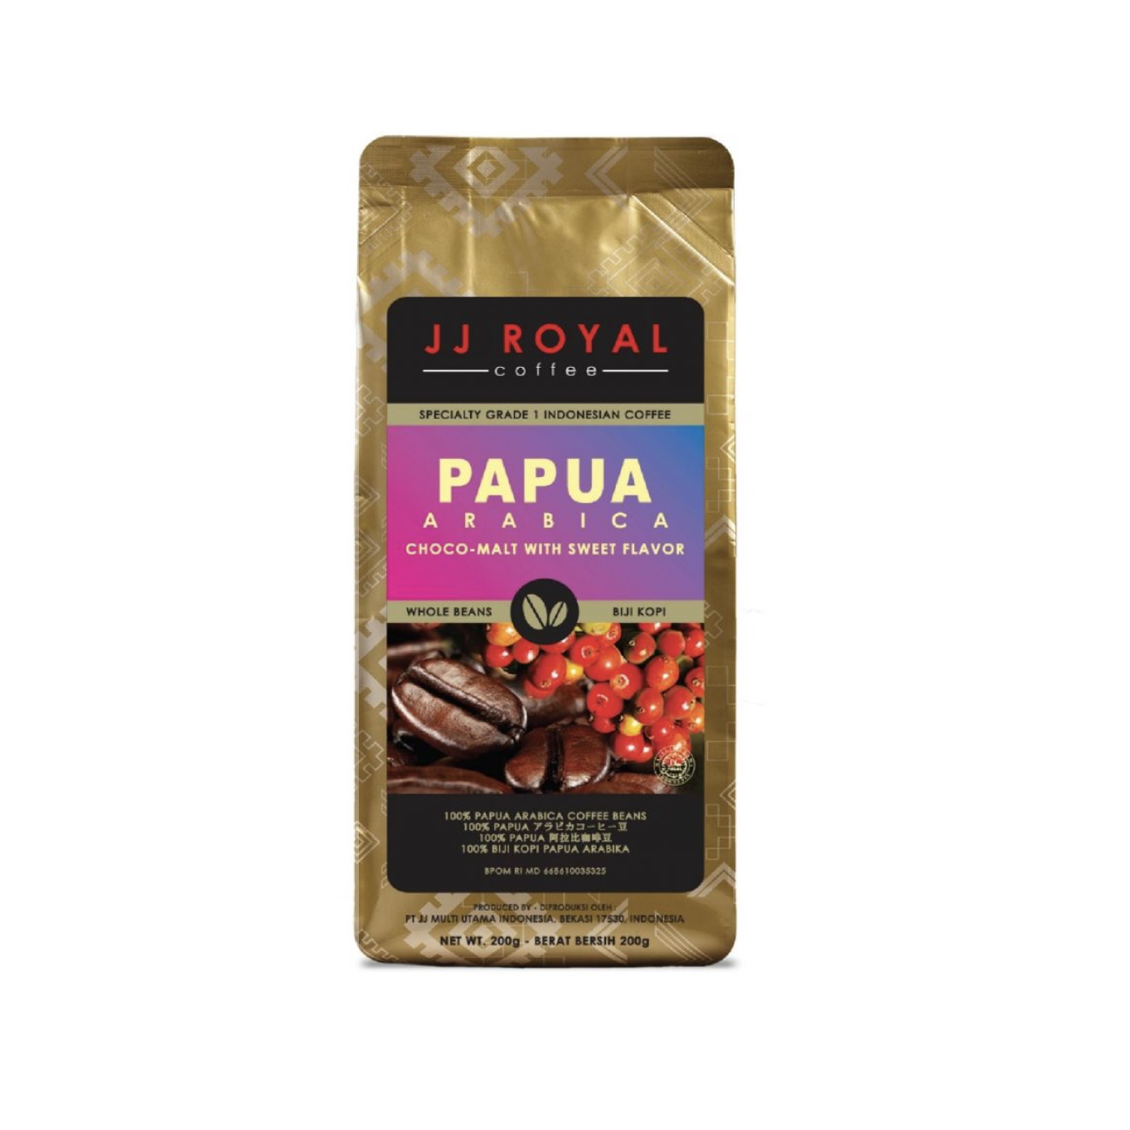 JJ ROYAL
coffee
SPECIALTY GRADE 1 INDONESIAN COFFEE
PAPUA
ARABICA
CHOCO-MALT WITH SWEET FLAVOR
WHOLE BEANS BIJI KOPI
100% PAPUA ARABICA COFFEE BEANS
100% PAPUA アラビカコーヒー豆
100% PAPUA 阿拉比咖啡豆
100% BIJI KOPI PAPUA ARABIKA
BPOM RI MD 668610035325
PRODUCED BY - DIPRODUKSI OLEH :
PT JJ MULTI UTAMA INDONESIA, BEKASI 17530, INDONESIA
NET WT. 200g - BERAT BERSIH 200g